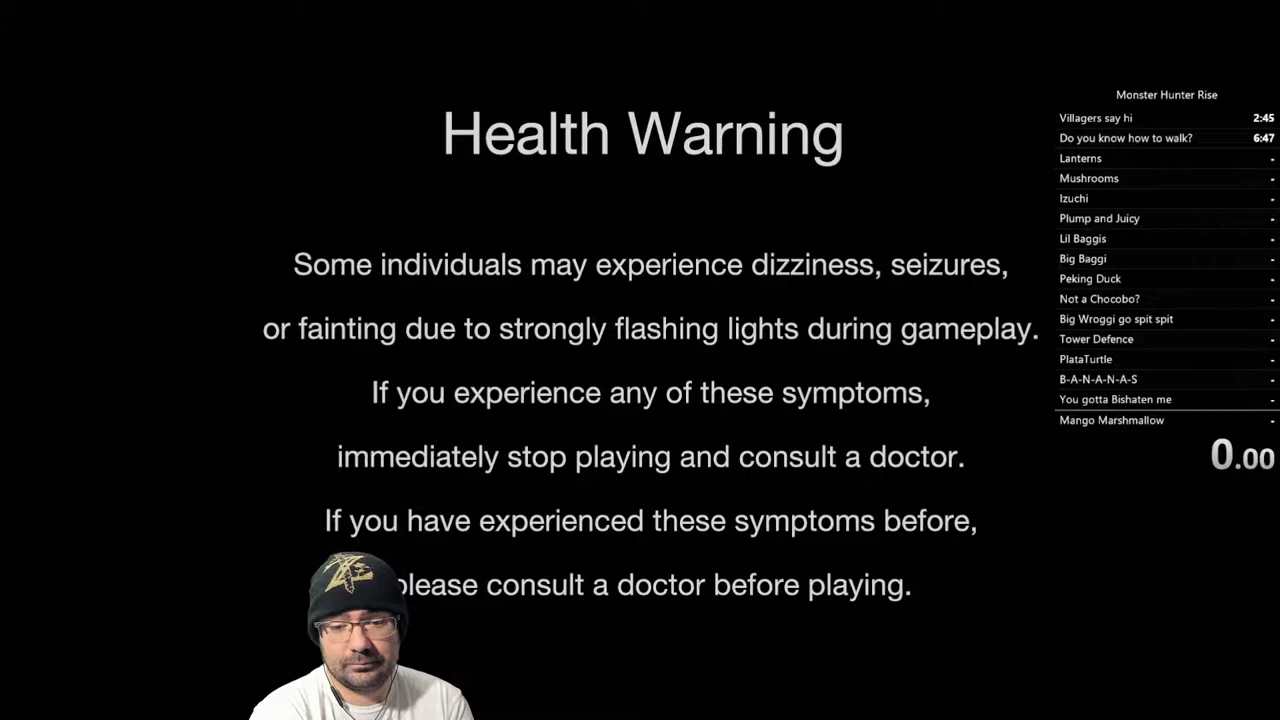 Health Warning
Some individuals may experience dizziness, seizures,
or fainting due to strongly flashing lights during gameplay.
If you experience any of these symptoms,
immediately stop playing and consult a doctor.
If you have experienced these symptoms before,
please consult a doctor before playing.
Monster Hunter Rise
Villagers say hi 2:45
Do you know how to walk? 6:47
Lanterns -
Mushrooms -
Izuchi -
Plump and Juicy -
Lil Baggis -
Big Baggi -
Peking Duck -
Not a Chocobo? -
Big Wroggi go spit spit -
Tower Defence -
PlataTurtle -
B-A-N-A-N-A-S -
You gotta Bishaten me -
Mango Marshmallow -
0.00